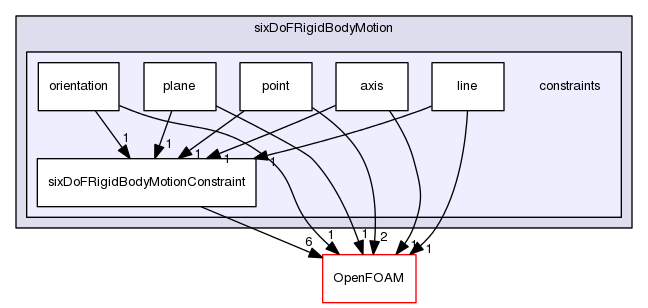 sixDoFRigidBodyMotion
orientation plane point axis line constraints
1 1 1 1 1
sixDoFRigidBodyMotionConstraint
6 1 1 2 1 1
OpenFOAM